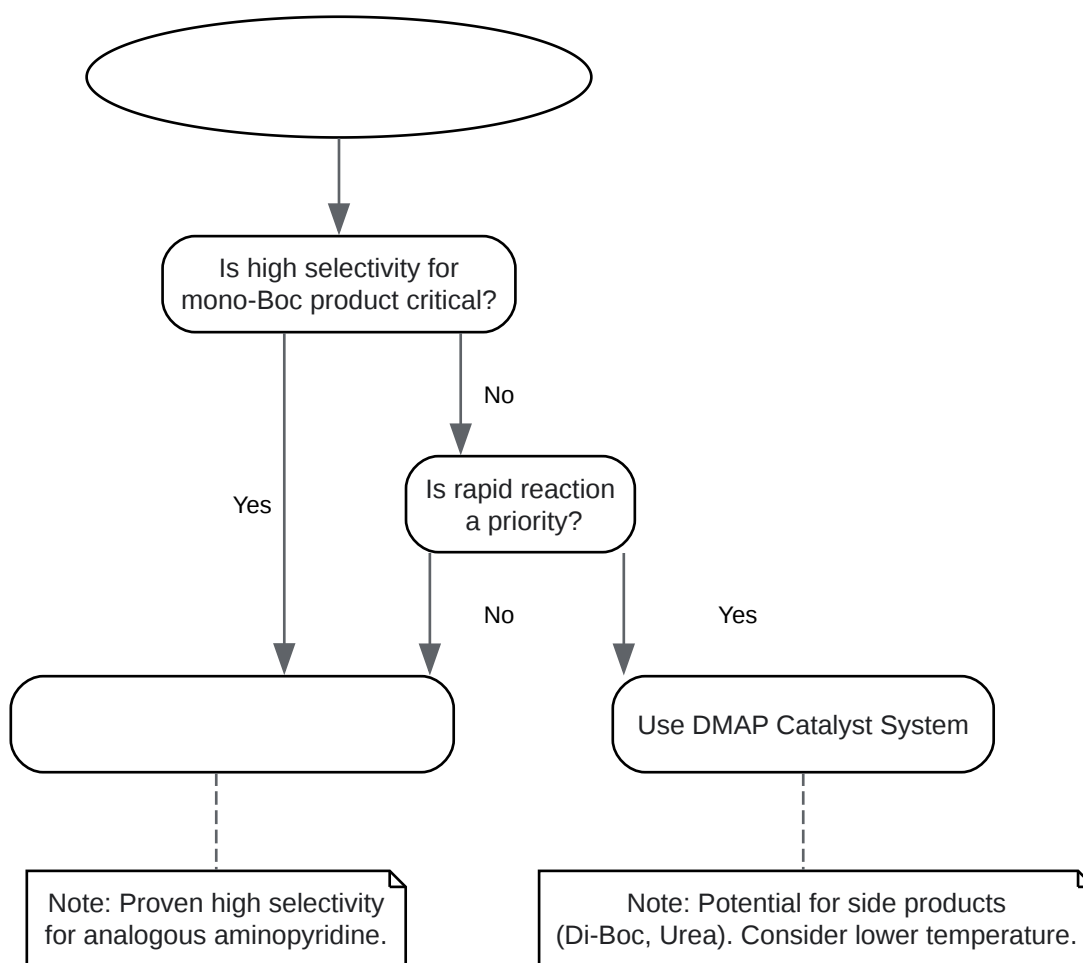 Is high selectivity for
mono-Boc product critical?
No
Yes
Is rapid reaction
a priority?
No
Yes
Use DMAP Catalyst System
Note: Proven high selectivity
for analogous aminopyridine.
Note: Potential for side products
(Di-Boc, Urea). Consider lower temperature.